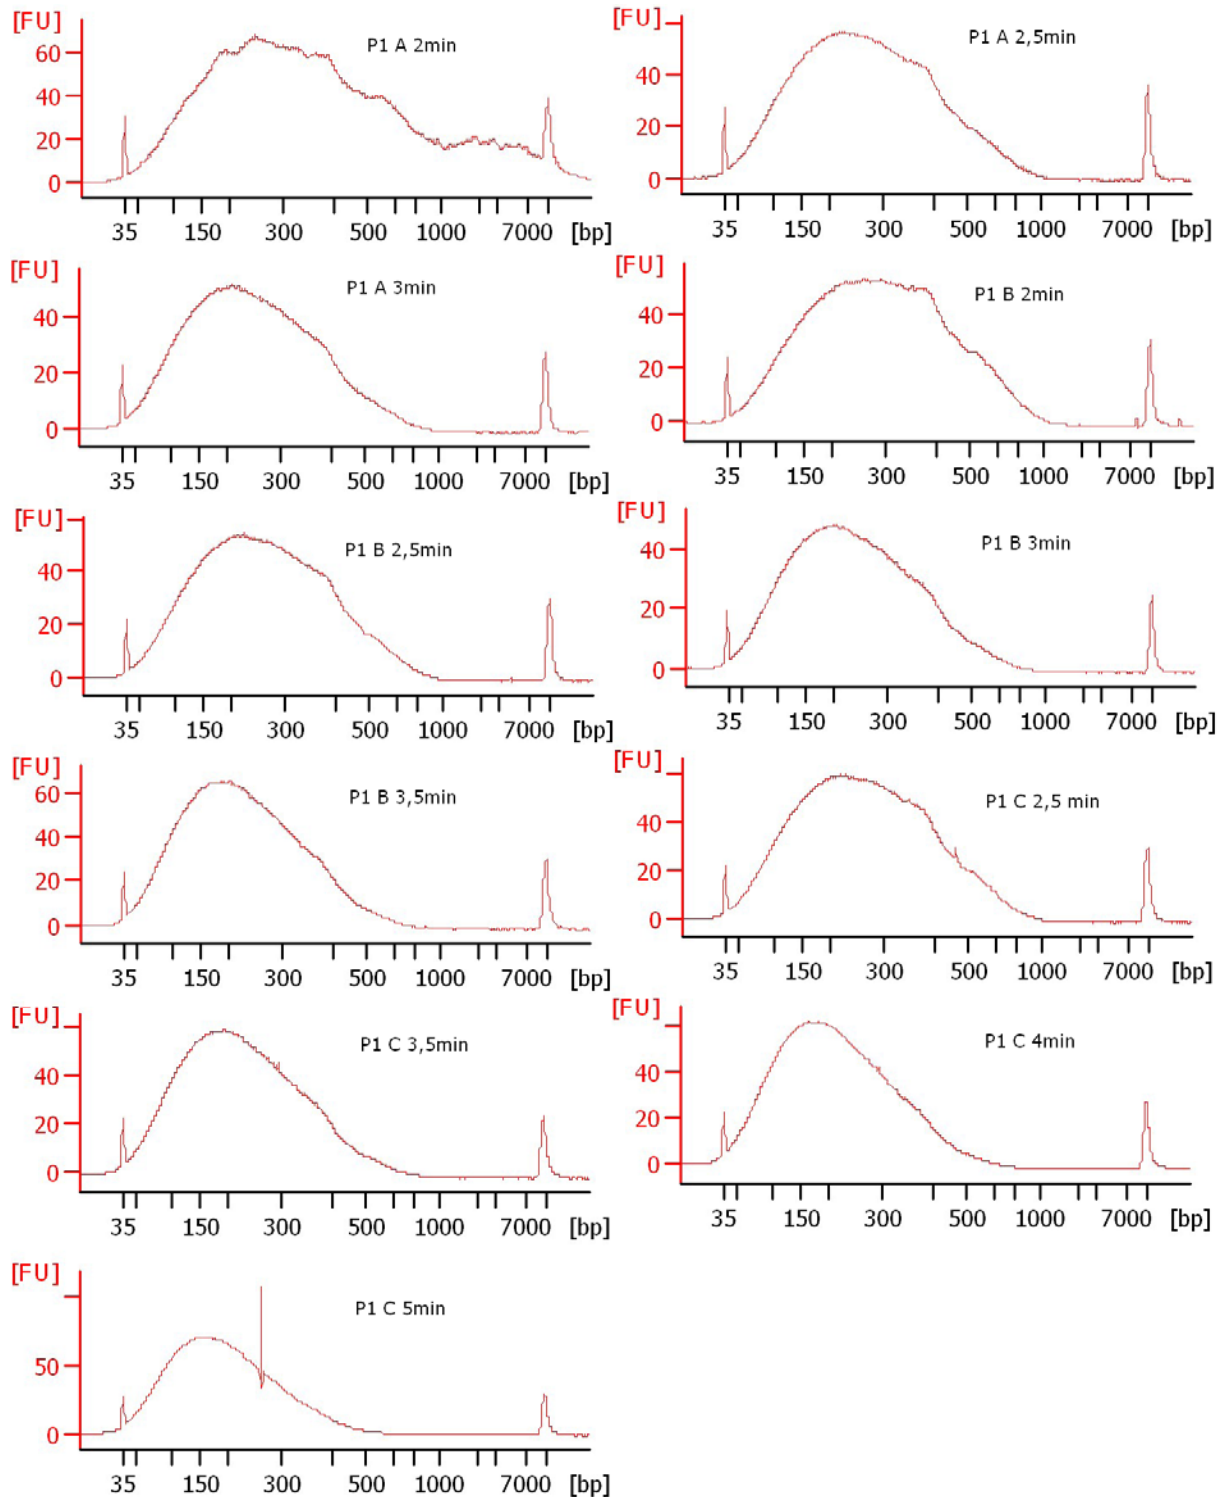 [FU]
P1 A 2min
60
40
20
0
35 150 300 500 1000 7000 [bp]
[FU]
P1 A 2,5min
40
20
0
35 150 300 500 1000 7000 [bp]
[FU]
P1 A 3min
40
20
0
35 150 300 500 1000 7000 [bp]
[FU]
P1 B 2min
40
20
0
35 150 300 500 1000 7000 [bp]
[FU]
P1 B 2,5min
40
20
0
35 150 300 500 1000 7000 [bp]
[FU]
P1 B 3min
40
20
0
35 150 300 500 1000 7000 [bp]
[FU]
P1 B 3,5min
60
40
20
0
35 150 300 500 1000 7000 [bp]
[FU]
P1 C 2,5 min
40
20
0
35 150 300 500 1000 7000 [bp]
[FU]
P1 C 3,5min
40
20
0
35 150 300 500 1000 7000 [bp]
[FU]
P1 C 4min
40
20
0
35 150 300 500 1000 7000 [bp]
[FU]
P1 C 5min
50
0
35 150 300 500 1000 7000 [bp]